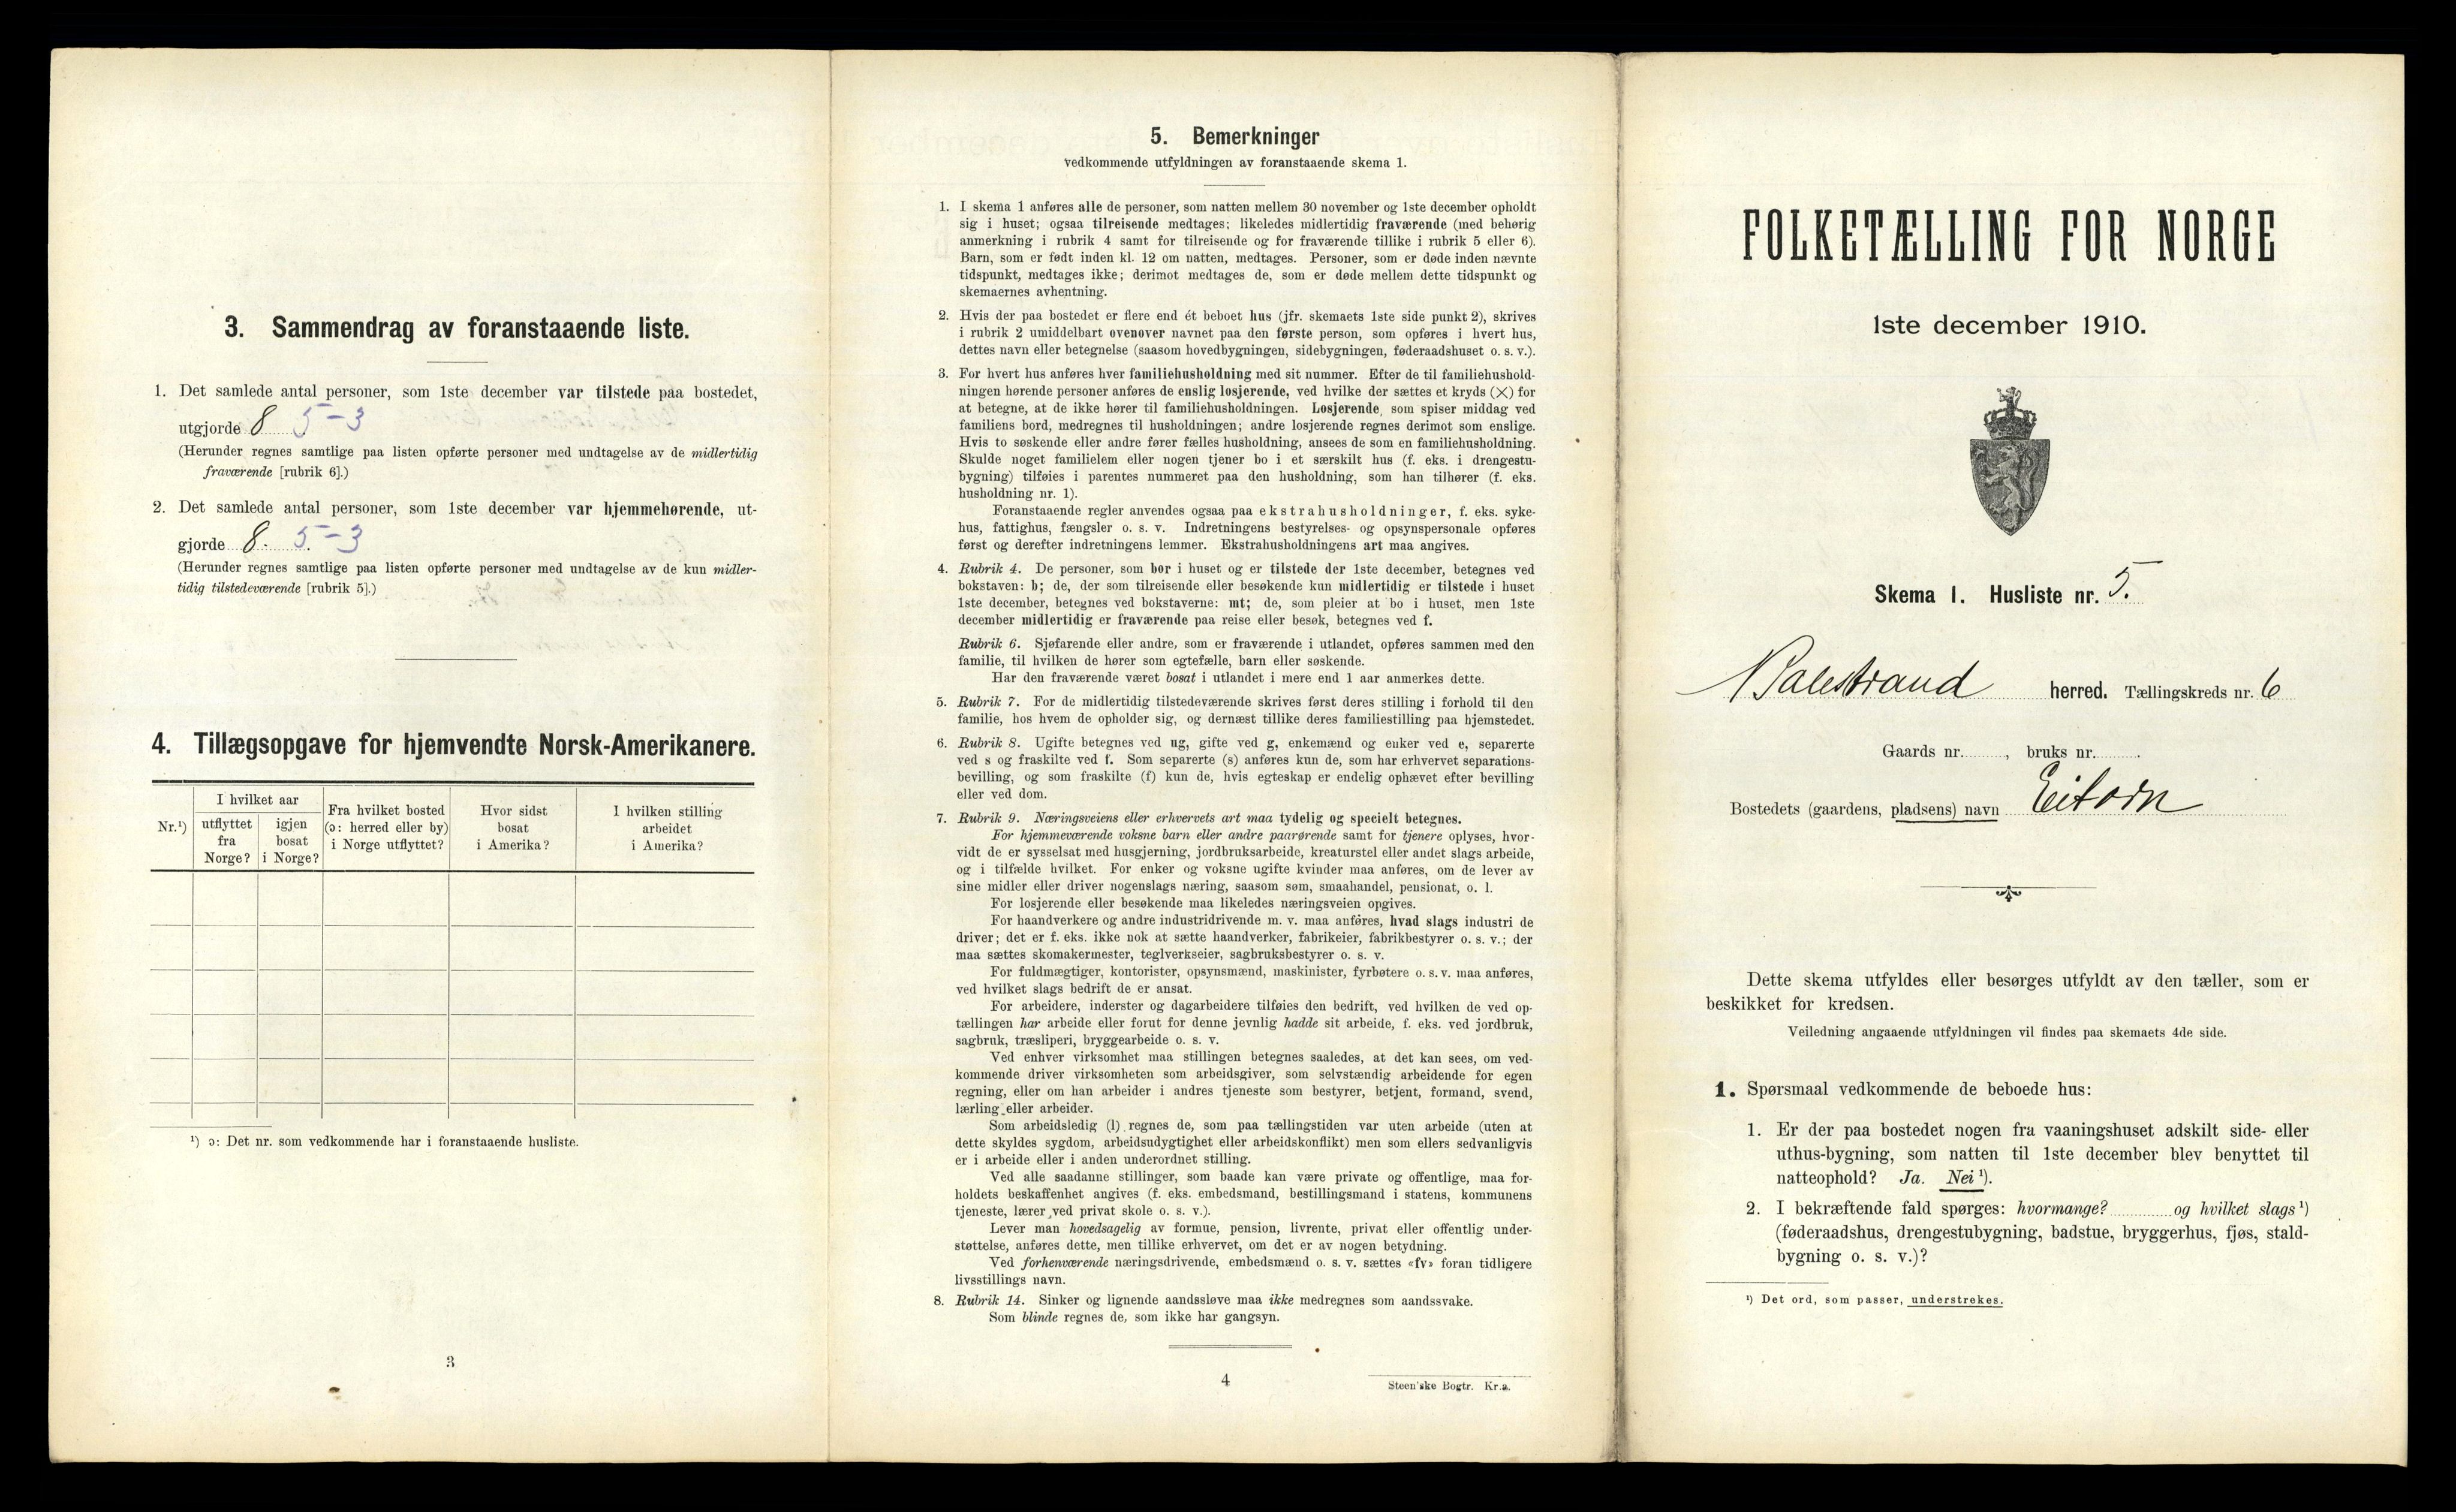 3. Sammendrag av foranstaaende liste.
1. Det samlede antal personer, som 1ste december var tilstede paa bostedet,
utgjorde 8 5-3
(Herunder regnes samtlige paa listen opførte personer med undtagelse av de midlertidig
fraværende [rubrik 6].)
2. Det samlede antal personer, som 1ste december var hjemmehørende, ut-
gjorde 8. 5-3
(Herunder regnes samtlige paa listen opførte personer med undtagelse av de kun midler-
tidig tilstedeværende [rubrik 5].)
4. Tillægsopgave for hjemvendte Norsk-Amerikanere.
Nr.¹)
I hvilket aar
utflyttet
fra
Norge?
igjen
bosat
i Norge?
Fra hvilket bosted
(ɔ: herred eller by)
i Norge utflyttet?
Hvor sidst
bosat
i Amerika?
I hvilken stilling
arbeidet
i Amerika?
¹) ɔ: Det nr. som vedkommende har i foranstaaende husliste.
3
5. Bemerkninger
vedkommende utfyldningen av foranstaaende skema 1.
1. I skema 1 anføres alle de personer, som natten mellem 30 november og 1ste december opholdt
sig i huset; ogsaa tilreisende medtages; likeledes midlertidig fraværende (med behørig
anmerkning i rubrik 4 samt for tilreisende og for fraværende tillike i rubrik 5 eller 6).
Barn, som er født inden kl. 12 om natten, medtages. Personer, som er døde inden nævnte
tidspunkt, medtages ikke; derimot medtages de, som er døde mellem dette tidspunkt og
skemaernes avhentning.
2. Hvis der paa bostedet er flere end ét beboet hus (jfr. skemaets 1ste side punkt 2), skrives
i rubrik 2 umiddelbart ovenover navnet paa den første person, som opføres i hvert hus,
dettes navn eller betegnelse (saasom hovedbygningen, sidebygningen, føderaadshuset o. s. v.).
3. For hvert hus anføres hver familiehusholdning med sit nummer. Efter de til familiehushold-
ningen hørende personer anføres de enslig losjerende, ved hvilke der sættes et kryds (×) for
at betegne, at de ikke hører til familiehusholdningen. Losjerende, som spiser middag ved
familiens bord, medregnes til husholdningen; andre losjerende regnes derimot som enslige.
Hvis to søskende eller andre fører fælles husholdning, ansees de som en familiehusholdning.
Skulde noget familielem eller nogen tjener bo i et særskilt hus (f. eks. i drengestu-
bygning) tilføies i parentes nummeret paa den husholdning, som han tilhører (f. eks.
husholdning nr. 1).
Foranstaaende regler anvendes ogsaa paa ekstrahusholdninger, f. eks. syke-
hus, fattighus, fængsler o. s. v. Indretningens bestyrelses- og opsynspersonale opføres
først og derefter indretningens lemmer. Ekstrahusholdningens art maa angives.
4. Rubrik 4. De personer, som bor i huset og er tilstede der 1ste december, betegnes ved
bokstaven: b; de, der som tilreisende eller besøkende kun midlertidig er tilstede i huset
1ste december, betegnes ved bokstaverne: mt; de, som pleier at bo i huset, men 1ste
december midlertidig er fraværende paa reise eller besøk, betegnes ved f.
Rubrik 6. Sjøfarende eller andre, som er fraværende i utlandet, opføres sammen med den
familie, til hvilken de hører som egtefælle, barn eller søskende.
Har den fraværende været bosat i utlandet i mere end 1 aar anmerkes dette.
5. Rubrik 7. For de midlertidig tilstedeværende skrives først deres stilling i forhold til den
familie, hos hvem de opholder sig, og dernæst tillike deres familiestilling paa hjemstedet.
6. Rubrik 8. Ugifte betegnes ved ug, gifte ved g, enkemænd og enker ved e, separerte
ved s og fraskilte ved f. Som separerte (s) anføres kun de, som har erhvervet separations-
bevilling, og som fraskilte (f) kun de, hvis egteskap er endelig ophævet efter bevilling
eller ved dom.
7. Rubrik 9. Næringsveiens eller erhvervets art maa tydelig og specielt betegnes.
For hjemmeværende voksne barn eller andre paarørende samt for tjenere oplyses, hvor-
vidt de er sysselsat med husgjerning, jordbruksarbeide, kreaturstel eller andet slags arbeide,
og i tilfælde hvilket. For enker og voksne ugifte kvinder maa anføres, om de lever av
sine midler eller driver nogenslags næring, saasom søm, smaahandel, pensionat, o. l.
For losjerende eller besøkende maa likeledes næringsveien opgives.
For haandverkere og andre industridrivende m. v. maa anføres, hvad slags industri de
driver; det er f. eks. ikke nok at sætte haandverker, fabrikeier, fabrikbestyrer o. s. v.; der
maa sættes skomakermester, teglverkseier, sagbruksbestyrer o. s. v.
For fuldmægtiger, kontorister, opsynsmænd, maskinister, fyrbøtere o. s. v. maa anføres,
ved hvilket slags bedrift de er ansat.
For arbeidere, inderster og dagarbeidere tilføies den bedrift, ved hvilken de ved op-
tællingen har arbeide eller forut for denne jevnlig hadde sit arbeide, f. eks. ved jordbruk,
sagbruk, træsliperi, bryggearbeide o. s. v.
Ved enhver virksomhet maa stillingen betegnes saaledes, at det kan sees, om ved-
kommende driver virksomheten som arbeidsgiver, som selvstændig arbeidende for egen
regning, eller om han arbeider i andres tjeneste som bestyrer, betjent, formand, svend,
lærling eller arbeider.
Som arbeidsledig (l) regnes de, som paa tællingstiden var uten arbeide (uten at
dette skyldes sygdom, arbeidsudygtighet eller arbeidskonflikt) men som ellers sedvanligvis
er i arbeide eller i anden underordnet stilling.
Ved alle saadanne stillinger, som baade kan være private og offentlige, maa for-
holdets beskaffenhet angives (f. eks. embedsmand, bestillingsmand i statens, kommunens
tjeneste, lærer ved privat skole o. s. v.).
Lever man hovedsagelig av formue, pension, livrente, privat eller offentlig under-
støttelse, anføres dette, men tillike erhvervet, om det er av nogen betydning.
Ved forhenværende næringsdrivende, embedsmænd o. s. v. sættes «fv» foran tidligere
livsstillings navn.
8. Rubrik 14. Sinker og lignende aandssløve maa ikke medregnes som aandssvake.
Som blinde regnes de, som ikke har gangsyn.
4
Steen'ske Bogtr. Kr.a.
FOLKETÆLLING FOR NORGE
1ste december 1910.
Skema 1. Husliste nr. 5.
Balestrand herred. Tællingskreds nr. 6
Gaards nr. , bruks nr. .
Bostedets (gaardens, pladsens) navn Eitorn
Dette skema utfyldes eller besørges utfyldt av den tæller, som er
beskikket for kredsen.
Veiledning angaaende utfyldningen vil findes paa skemaets 4de side.
1. Spørsmaal vedkommende de beboede hus:
1. Er der paa bostedet nogen fra vaaningshuset adskilt side- eller
uthus-bygning, som natten til 1ste december blev benyttet til
natteophold? Ja. Nei ¹).
2. I bekræftende fald spørges: hvormange? og hvilket slags ¹)
(føderaadshus, drengestubygning, badstue, bryggerhus, fjøs, stald-
bygning o. s. v.)?
¹) Det ord, som passer, understrekes.